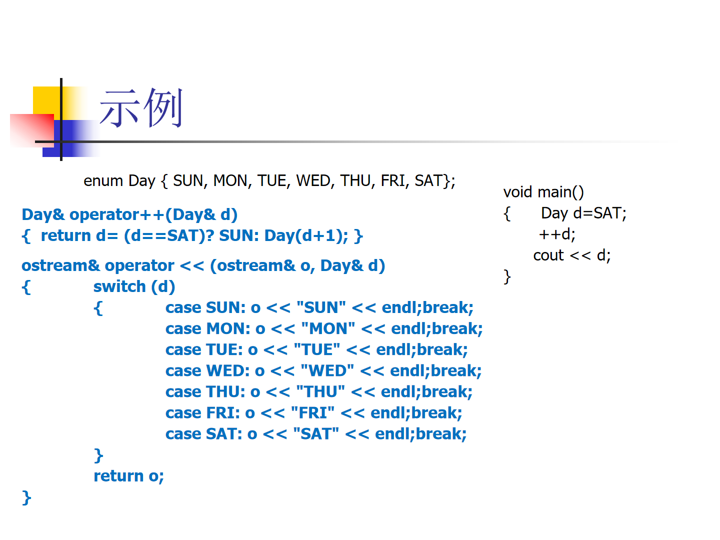 示例
enum Day { SUN, MON, TUE, WED, THU, FRI, SAT};
Day& operator++(Day& d)
{ return d= (d==SAT)? SUN: Day(d+1); }
ostream& operator << (ostream& o, Day& d)
{ switch (d)
{ case SUN: o << "SUN" << endl;break;
case MON: o << "MON" << endl;break;
case TUE: o << "TUE" << endl;break;
case WED: o << "WED" << endl;break;
case THU: o << "THU" << endl;break;
case FRI: o << "FRI" << endl;break;
case SAT: o << "SAT" << endl;break;
}
return o;
}
void main()
{ Day d=SAT;
++d;
cout << d;
}